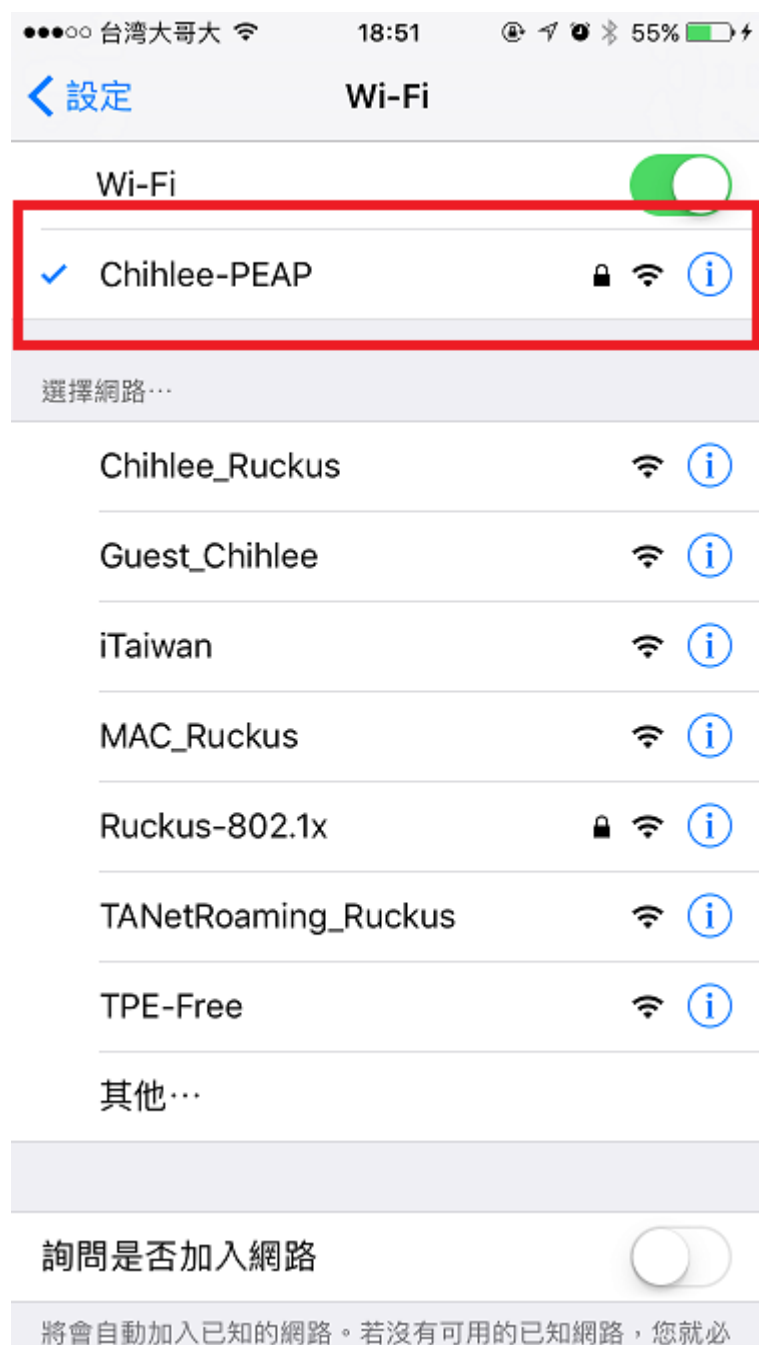 台湾大哥大 18:51 55%
設定 Wi-Fi
Wi-Fi
Chihlee-PEAP
選擇網路⋯
Chihlee_Ruckus
Guest_Chihlee
iTaiwan
MAC_Ruckus
Ruckus-802.1x
TANetRoaming_Ruckus
TPE-Free
其他⋯
詢問是否加入網路
將會自動加入已知的網路。若沒有可用的已知網路，您就必